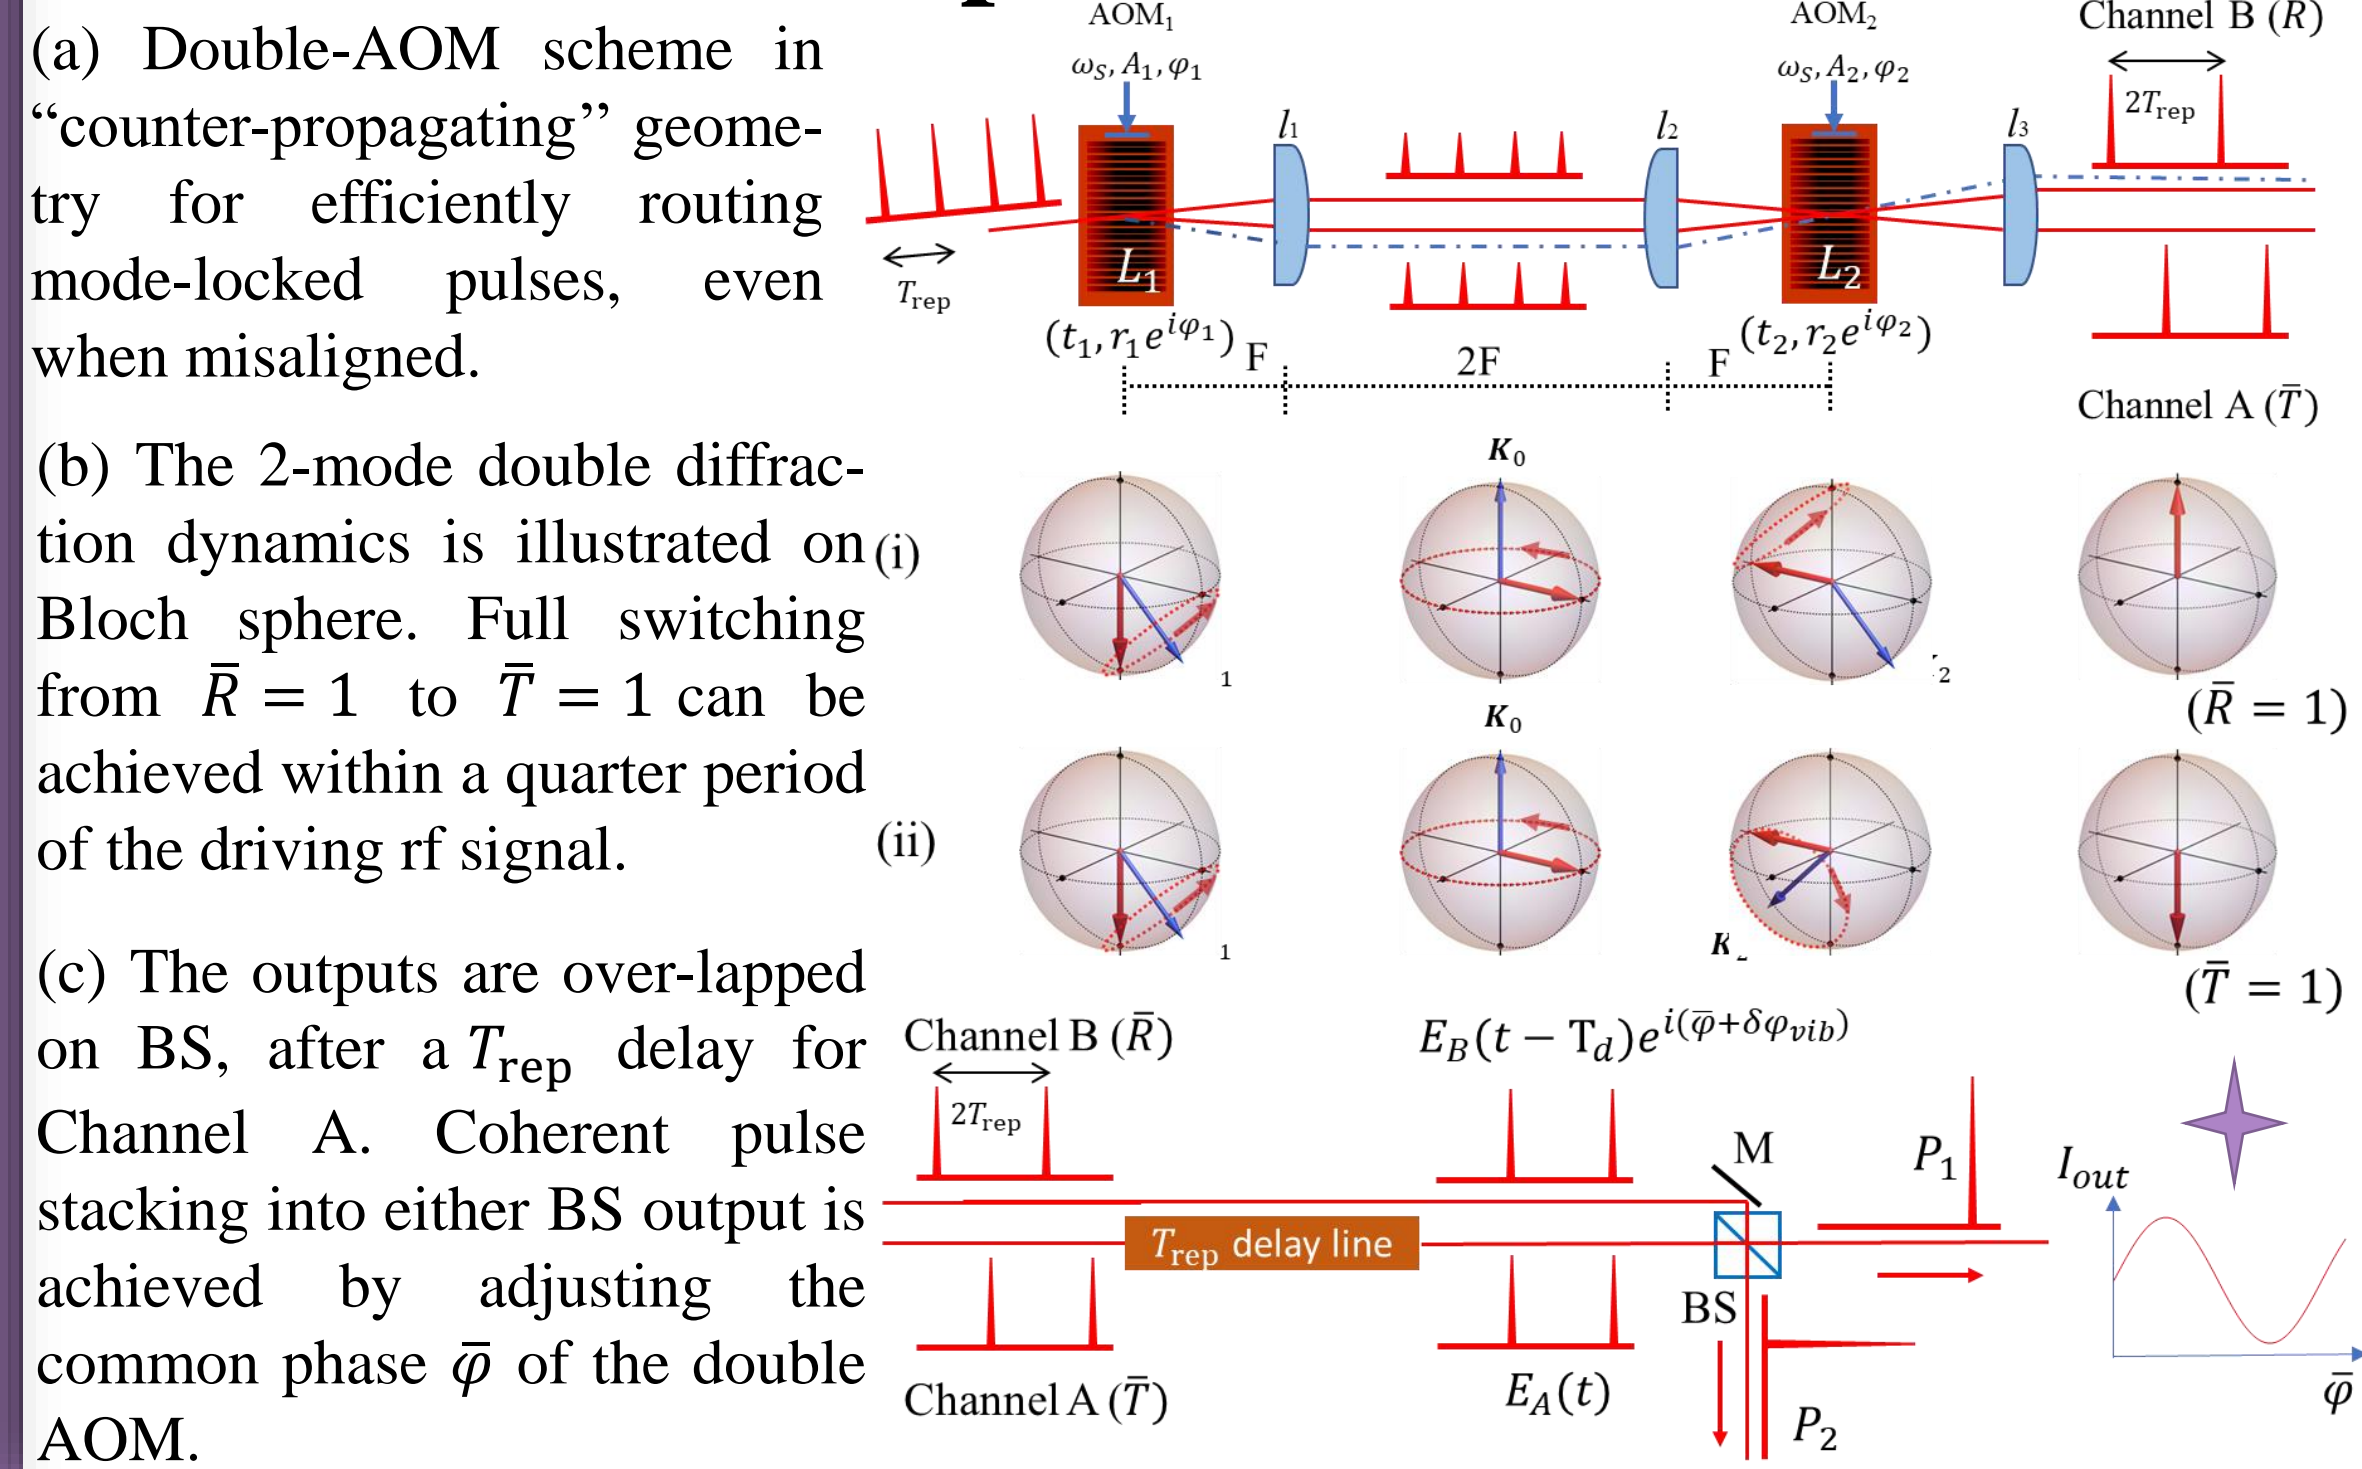 (a) Double-AOM scheme in
“counter-propagating” geome-
try for efficiently routing
mode-locked pulses, even
when misaligned.
(b) The 2-mode double diffrac-
tion dynamics is illustrated on
Bloch sphere. Full switching
from R̄ = 1 to T̄ = 1 can be
achieved within a quarter period
of the driving rf signal.
(c) The outputs are over-lapped
on BS, after a T_rep delay for
Channel A. Coherent pulse
stacking into either BS output is
achieved by adjusting the
common phase φ̄ of the double
AOM.
AOM₁
ω_S, A₁, φ₁
AOM₂
ω_S, A₂, φ₂
Channel B (R)
2T_rep
l₁
l₂
l₃
T_rep
L₁
L₂
(t₁, r₁e^{iφ₁})
(t₂, r₂e^{iφ₂})
F
2F
F
Channel A (T̄)
(i)
K₀
1
2
(R̄ = 1)
(ii)
K₀
1
(T̄ = 1)
Channel B (R̄)
2T_rep
E_B(t − T_d)e^{i(φ̄+δφ_vib)}
M
P₁
I_out
T_rep delay line
BS
Channel A (T̄)
E_A(t)
P₂
φ̄